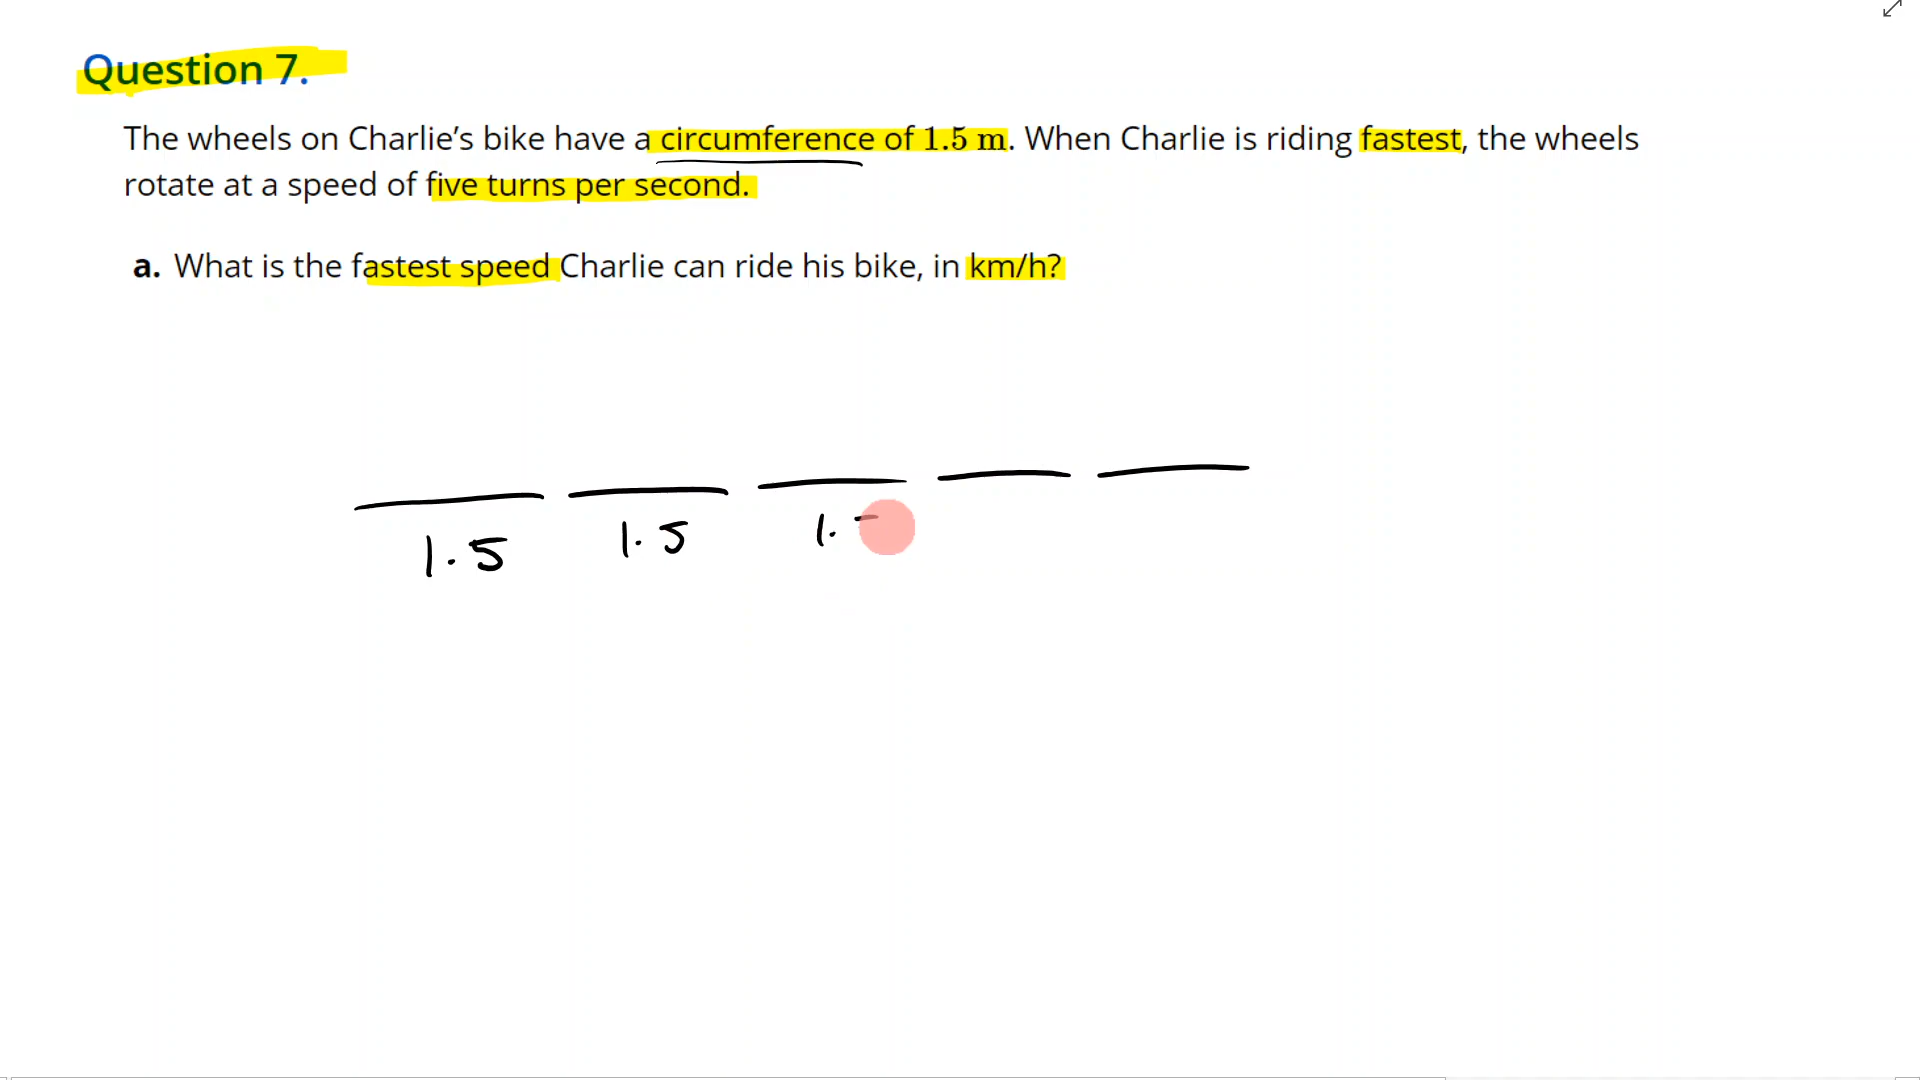 Question 7.
The wheels on Charlie’s bike have a circumference of 1.5 m. When Charlie is riding fastest, the wheels
rotate at a speed of five turns per second.
a. What is the fastest speed Charlie can ride his bike, in km/h?
1.5 1.5 1.